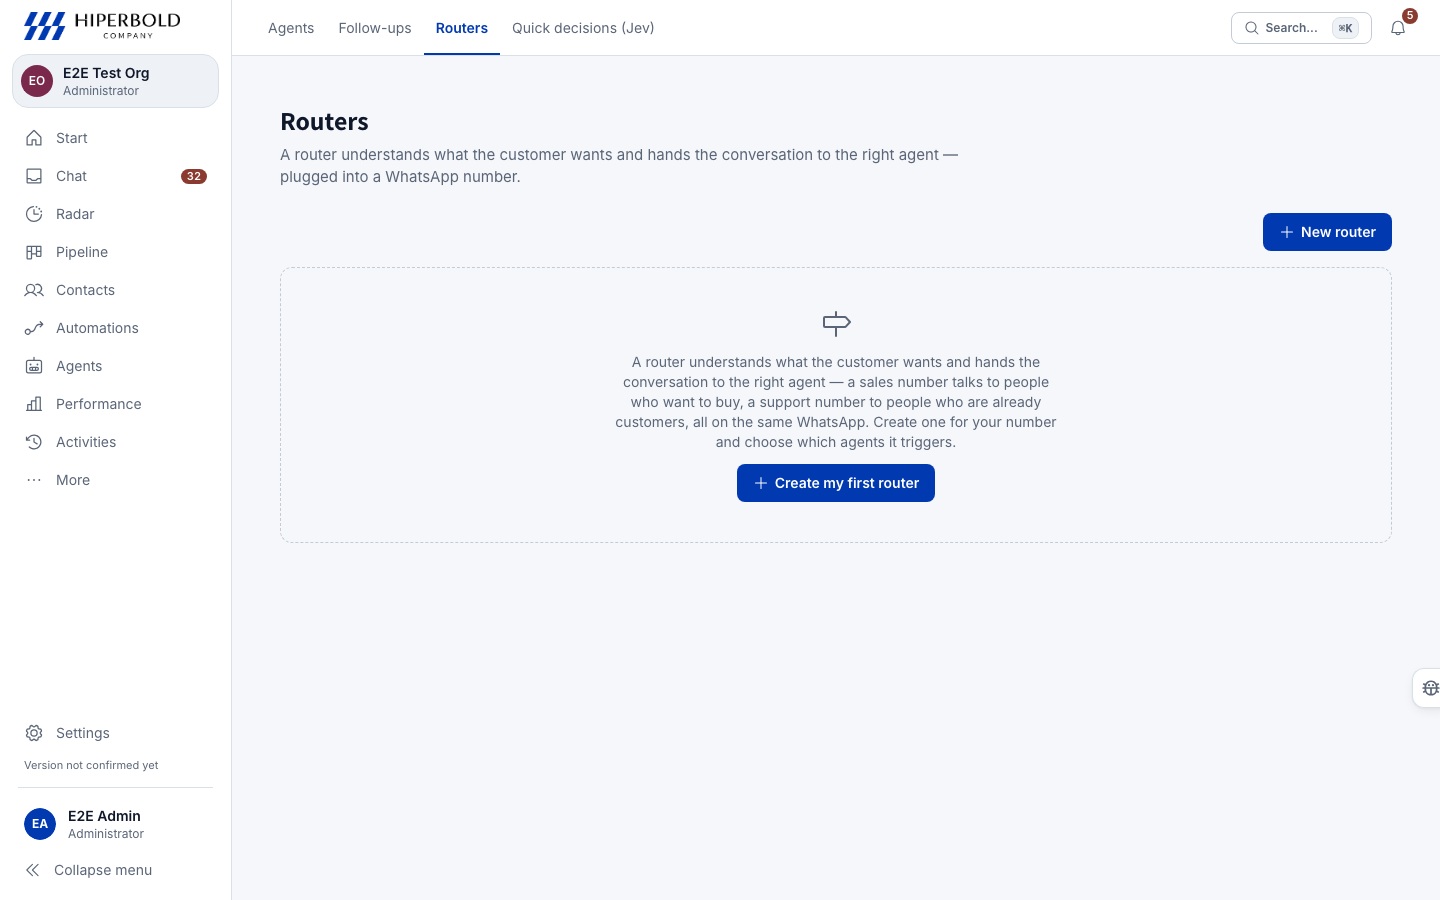 HIPERBOLD
COMPANY
EO
E2E Test Org
Administrator
Start
Chat
32
Radar
Pipeline
Contacts
Automations
Agents
Performance
Activities
More
Settings
Version not confirmed yet
EA
E2E Admin
Administrator
Collapse menu
Agents
Follow-ups
Routers
Quick decisions (Jev)
Search...
⌘K
5
Routers
A router understands what the customer wants and hands the conversation to the right agent —
plugged into a WhatsApp number.
New router
A router understands what the customer wants and hands the
conversation to the right agent — a sales number talks to people
who want to buy, a support number to people who are already
customers, all on the same WhatsApp. Create one for your number
and choose which agents it triggers.
Create my first router